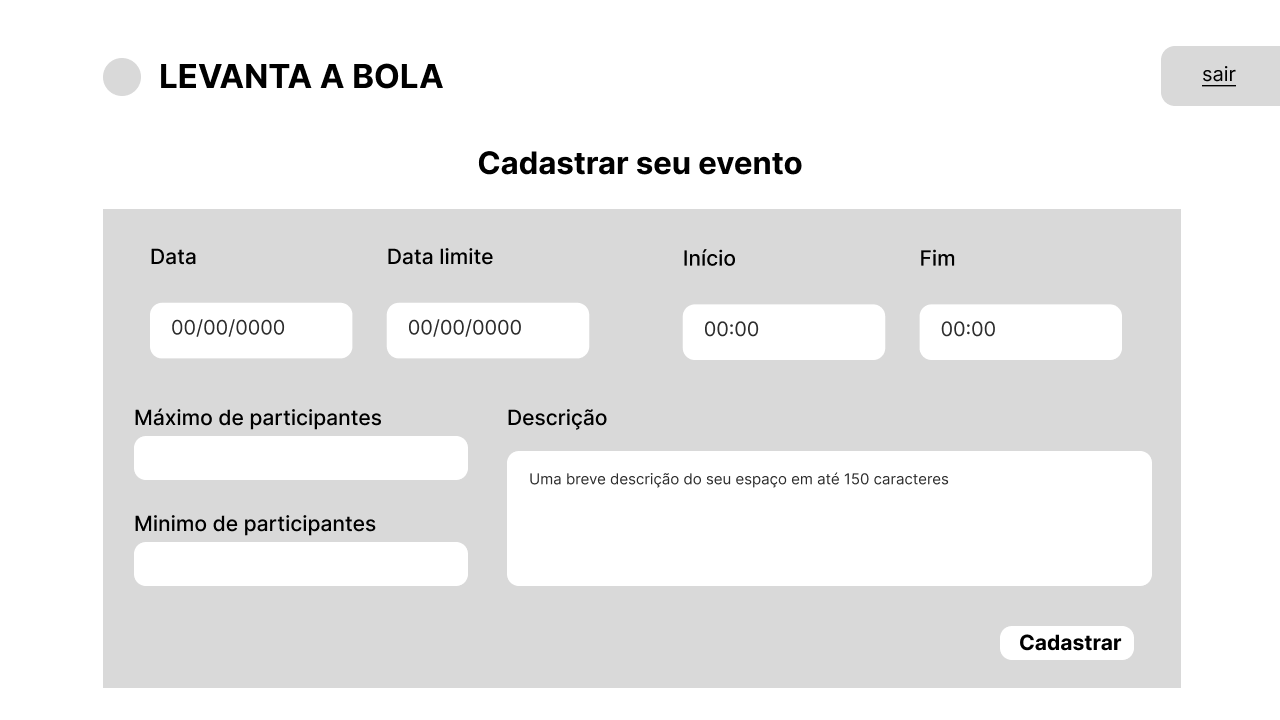 LEVANTA A BOLA
sair
Cadastrar seu evento
Data
Data limite
Início
Fim
00/00/0000
00/00/0000
00:00
00:00
Máximo de participantes
Descrição
Uma breve descrição do seu espaço em até 150 caracteres
Minimo de participantes
Cadastrar